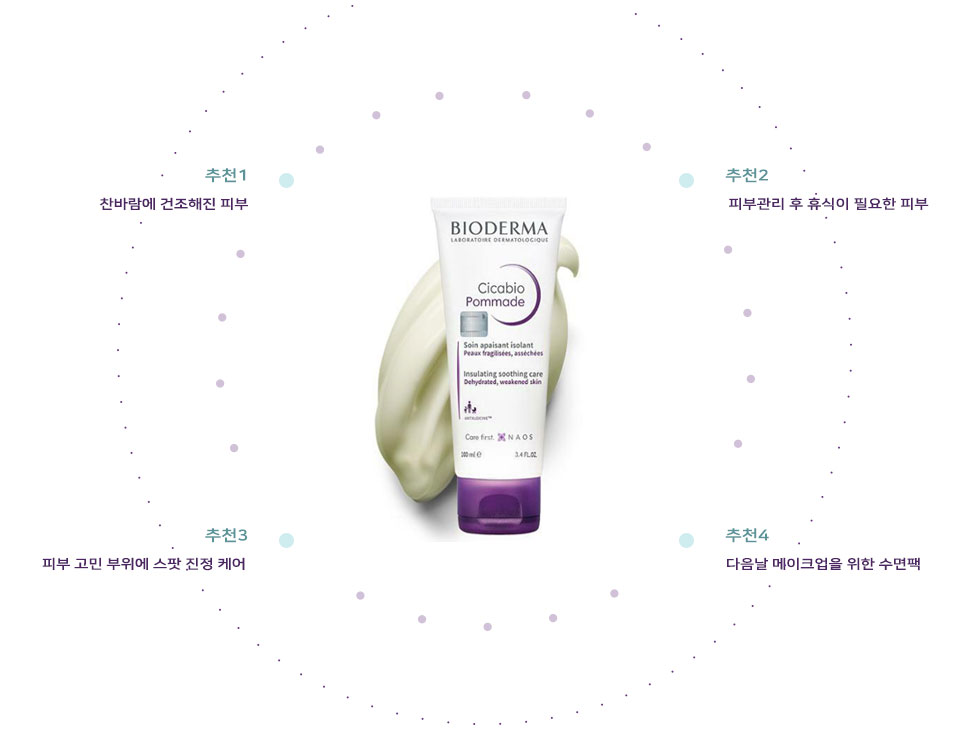 추천1
찬바람에 건조해진 피부
추천2
피부관리 후 휴식이 필요한 피부
BIODERMA
LABORATOIRE DERMATOLOGIQUE
Cicabio
Pommade
Soin apaisant isolant
Peaux fragilisées, asséchées
Insulating soothing care
Dehydrated, weakened skin
ANTALGICINE™
Care first. NAOS
100 ml ℮ 3.4 FL.OZ.
추천3
피부 고민 부위에 스팟 진정 케어
추천4
다음날 메이크업을 위한 수면팩